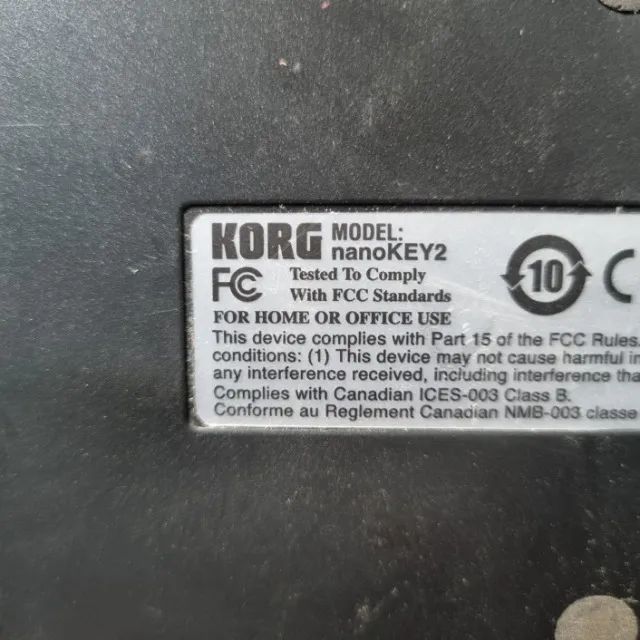 KORG MODEL:
nanoKEY2
FC Tested To Comply
With FCC Standards
FOR HOME OR OFFICE USE
10
This device complies with Part 15 of the FCC Rules.
conditions: (1) This device may not cause harmful in
any interference received, including interference tha
Complies with Canadian ICES-003 Class B.
Conforme au Reglement Canadian NMB-003 classe